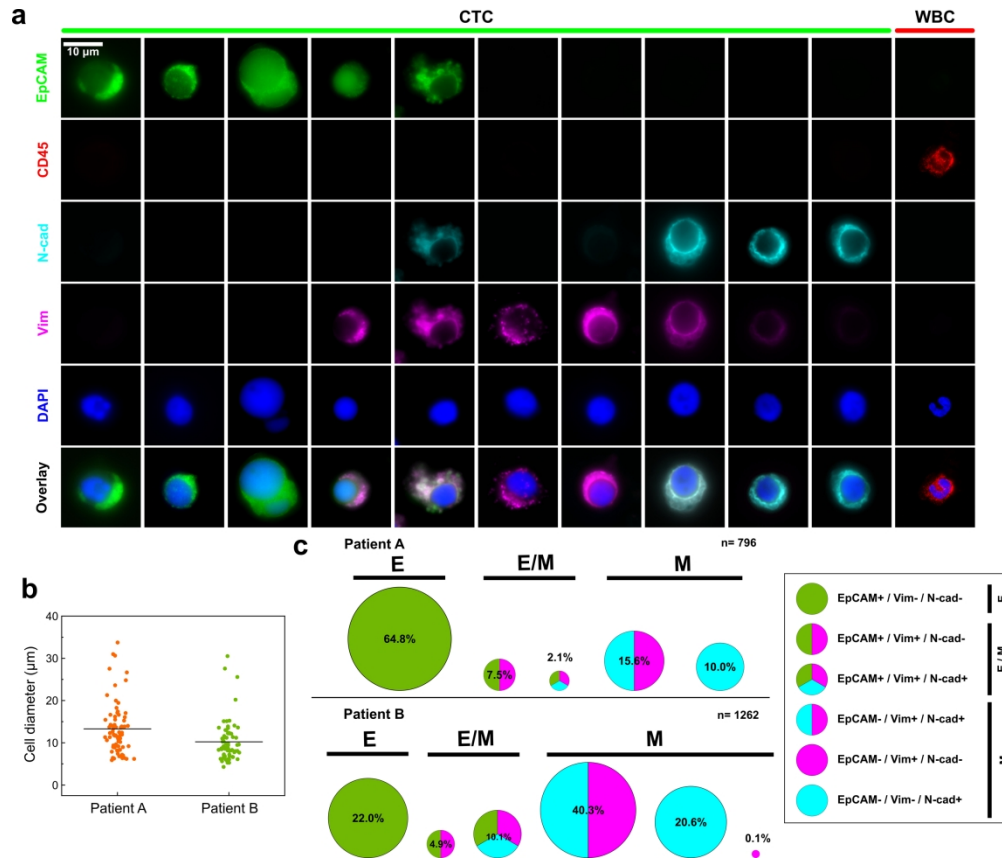 a
CTC
WBC
10 µm
EpCAM
CD45
N-cad
Vim
DAPI
Overlay
b
Cell diameter (µm)
40
30
20
10
0
Patient A
Patient B
c
Patient A
n= 796
E
E/M
M
64.8%
7.5%
2.1%
15.6%
10.0%
Patient B
n= 1262
E
E/M
M
22.0%
4.9%
10.1%
40.3%
20.6%
0.1%
EpCAM+ / Vim- / N-cad-
EpCAM+ / Vim+ / N-cad-
EpCAM+ / Vim+ / N-cad+
EpCAM- / Vim+ / N-cad+
EpCAM- / Vim+ / N-cad-
EpCAM- / Vim- / N-cad+
E/M